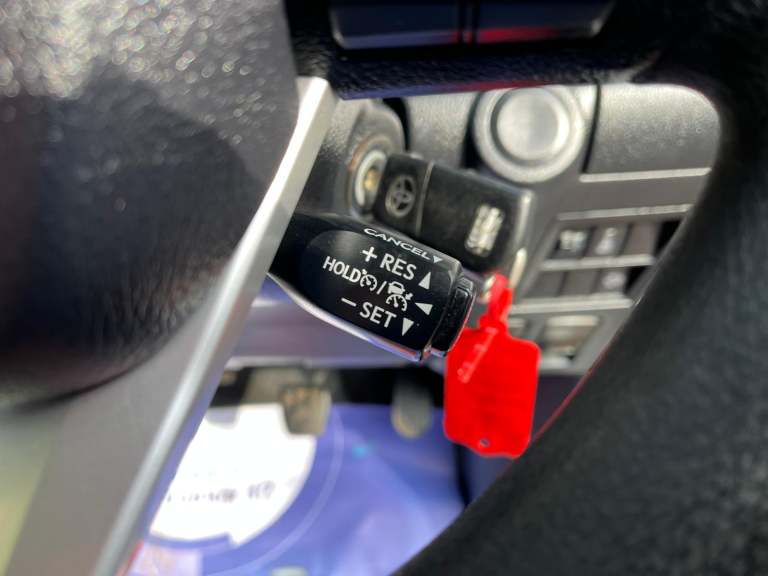 CANCEL▼
+ RES ▲
HOLD /
− SET ▼